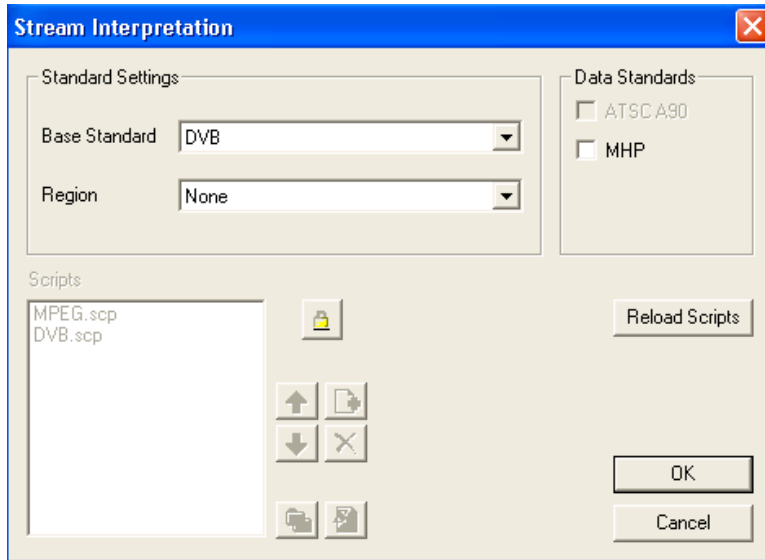 Stream Interpretation
Standard Settings
Base Standard
DVB
Region
None
Data Standards
ATSC A90
MHP
Scripts
MPEG.scp
DVB.scp
Reload Scripts
OK
Cancel